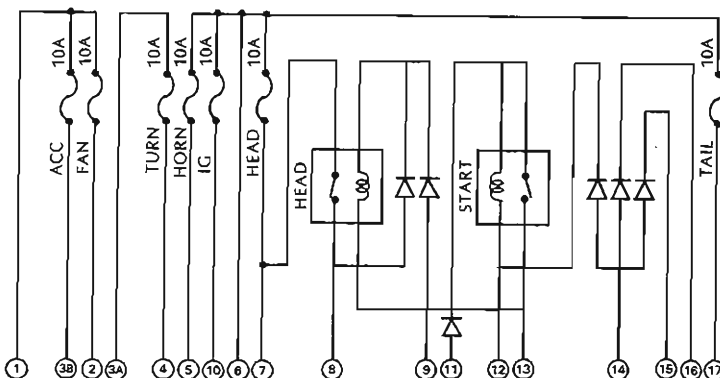 10A 10A 10A 10A 10A 10A 10A
ACC FAN TURN HORN IG HEAD HEAD START TAIL
1 3B 2 3A 4 5 10 6 7 8 9 11 12 13 14 15 16 17